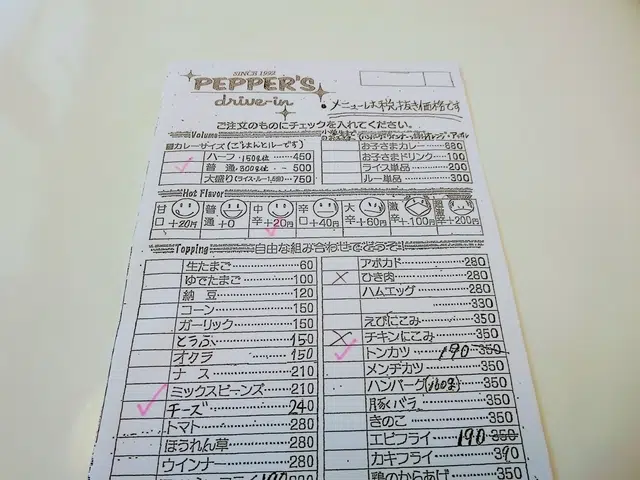 SINCE 1993
PEPPER'S
drive-in
・メニューは税抜き価格です
ご注文のものにチェックを入れてください。
Volume
カレーサイズ(ごはんとルーです)
ハーフ・150g位……450
普通・300g位……500
大盛り(ライス・ルー1.5倍)…750
お子さまカレー……680
お子さまドリンク……100
ライス単品……200
ルー単品……300
Hot Flavor
甘口+20円
普通+0
中辛+20円
辛口+40円
大辛+60円
激辛+100円
+200円
Topping
自由な組み合わせでどうぞ!
生たまご……60
ゆでたまご……100
納豆……120
コーン……150
ガーリック……150
とうふ……150
オクラ……150
ナス……210
ミックスビーンズ……210
チーズ……240
トマト……280
ほうれん草……280
ウインナー……280
アボカド……280
ひき肉……280
ハムエッグ……280
……330
えびにこみ……350
チキンにこみ……350
トンカツ……190 350
メンチカツ……350
ハンバーグ(160g)……350
豚バラ……350
きのこ……350
エビフライ……190 350
カキフライ……390
鶏のからあげ……350